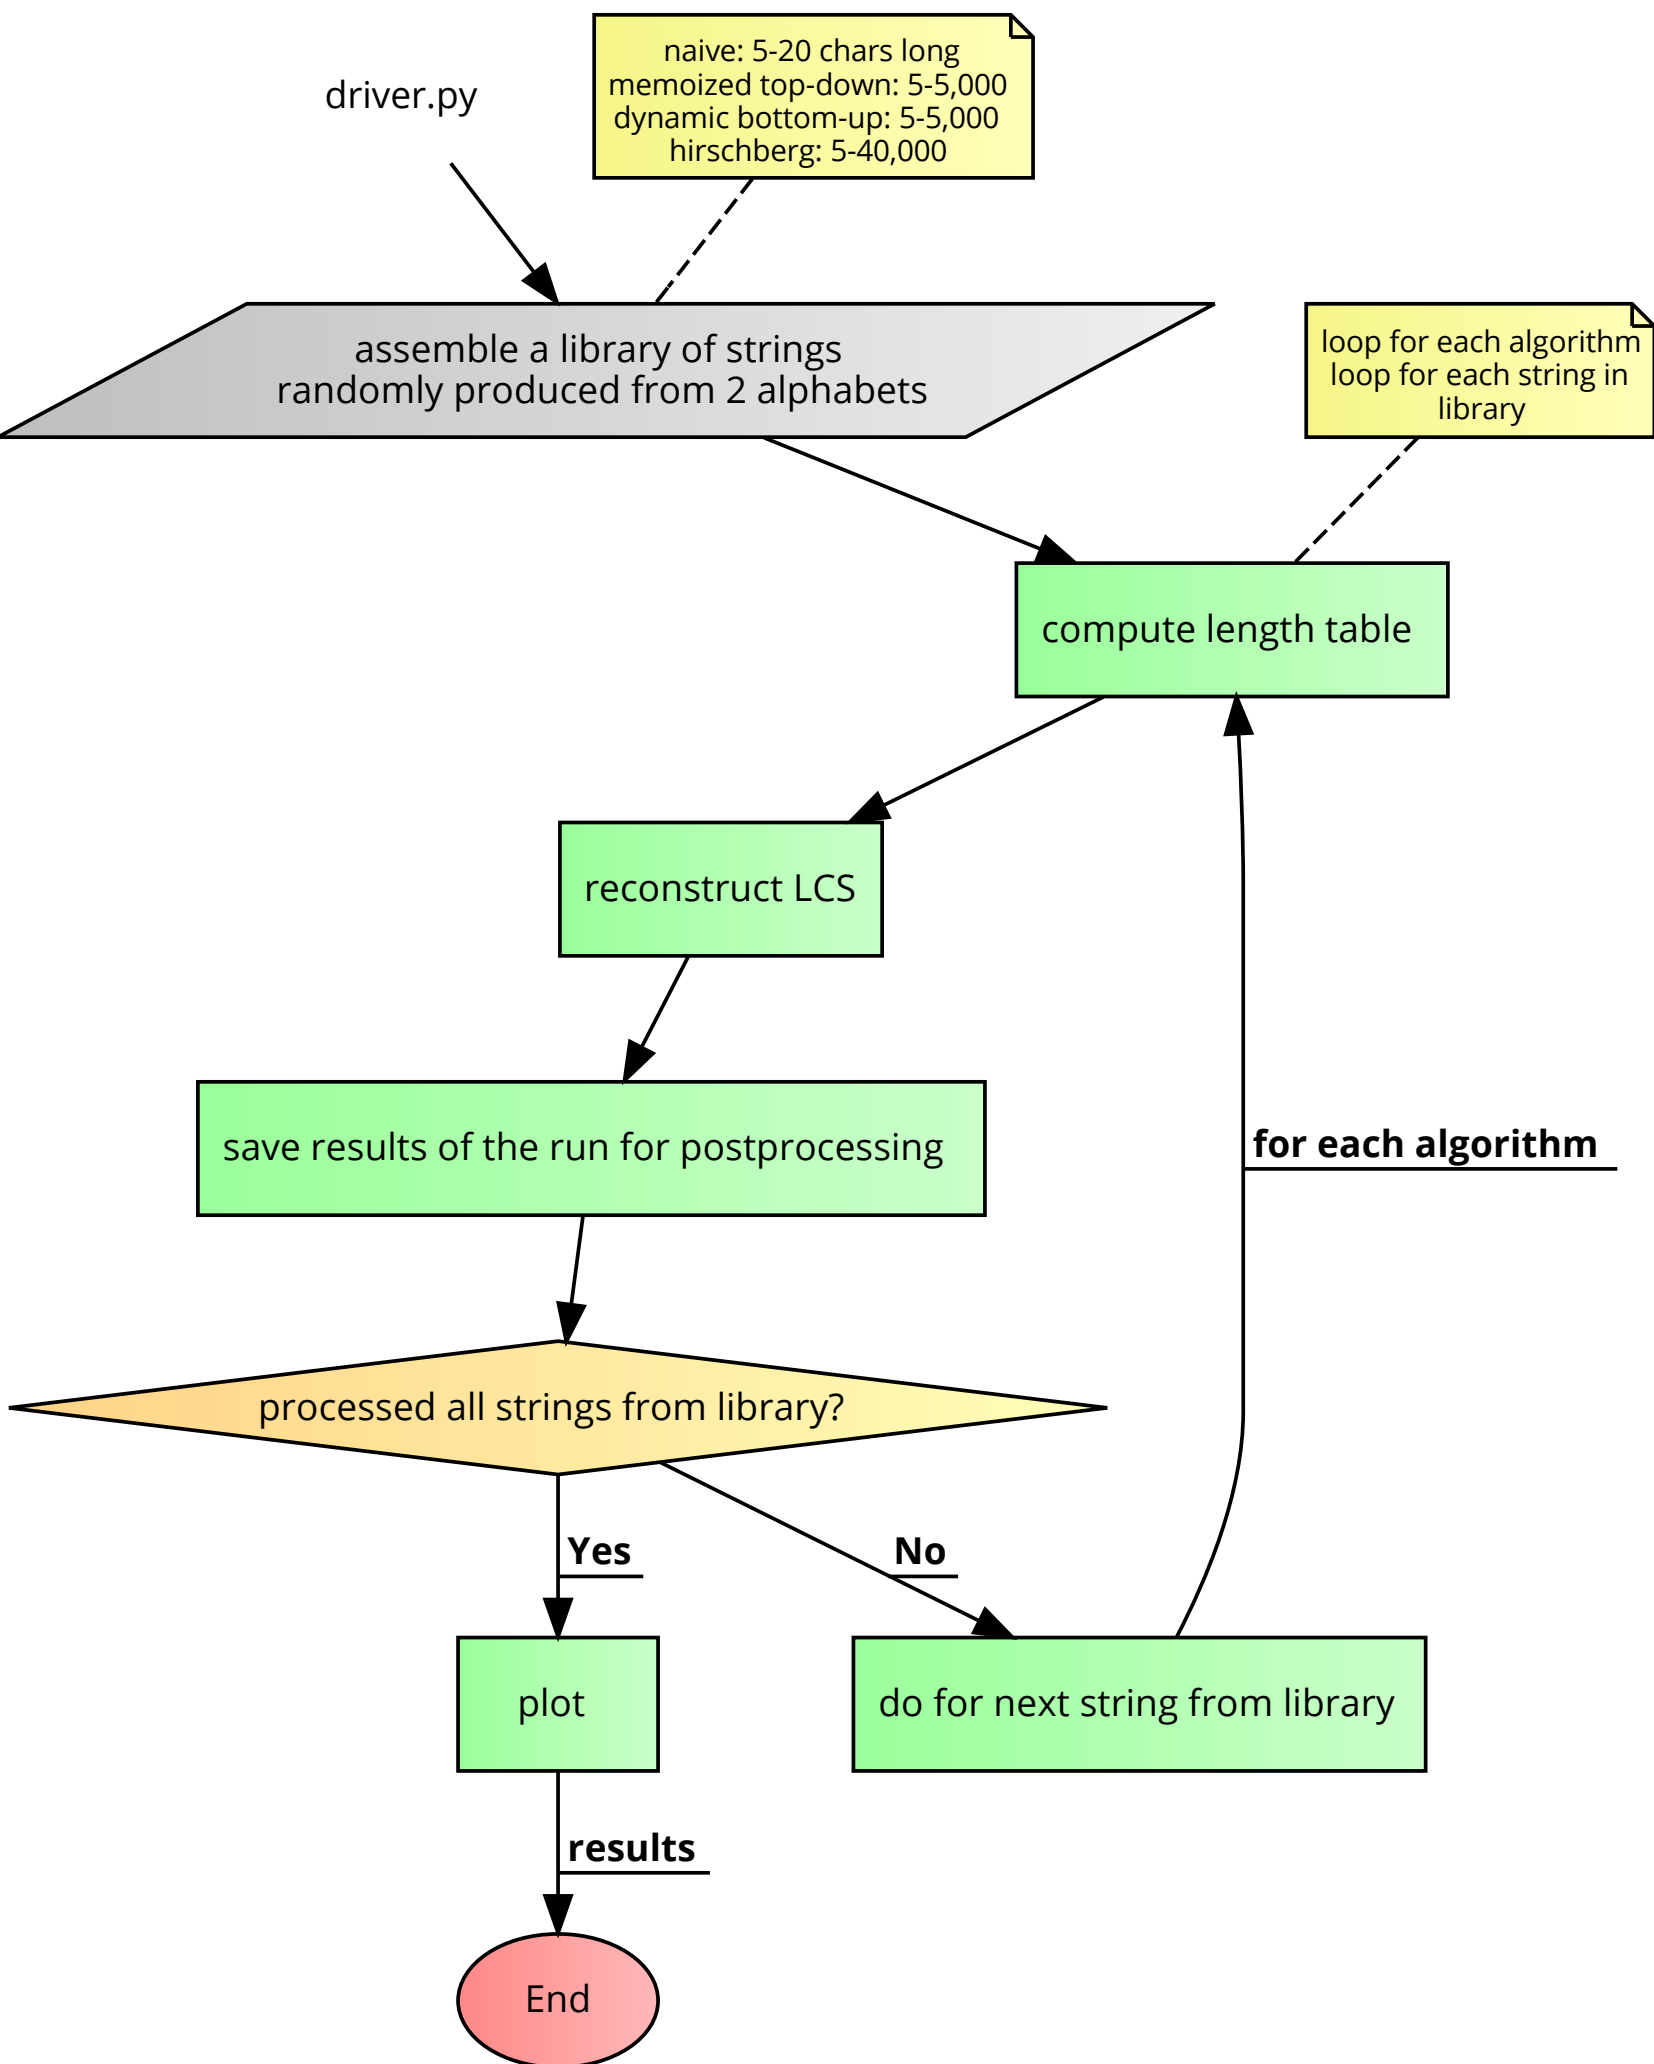 driver.py
naive: 5-20 chars long
memoized top-down: 5-5,000
dynamic bottom-up: 5-5,000
hirschberg: 5-40,000
assemble a library of strings
randomly produced from 2 alphabets
loop for each algorithm
loop for each string in
library
compute length table
reconstruct LCS
save results of the run for postprocessing
for each algorithm
processed all strings from library?
Yes
No
plot
do for next string from library
results
End